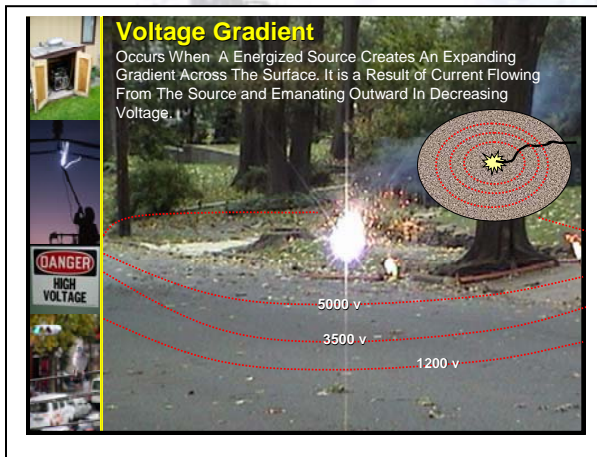 Voltage Gradient
Occurs When A Energized Source Creates An Expanding
Gradient Across The Surface. It is a Result of Current Flowing
From The Source and Emanating Outward In Decreasing
Voltage.
DANGER
HIGH
VOLTAGE
5000 v
3500 v
1200 v